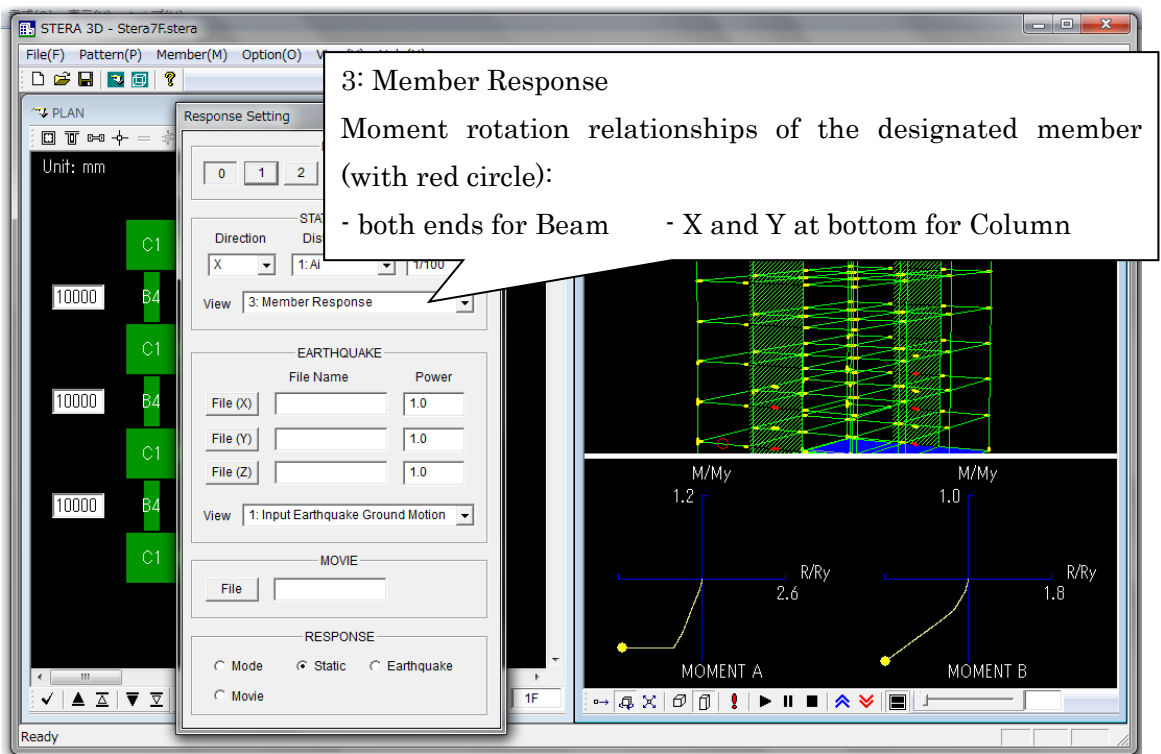 STERA 3D - Stera7F.stera
File(F) Pattern(P) Member(M) Option(O)
3: Member Response
Moment rotation relationships of the designated member
(with red circle):
- both ends for Beam - X and Y at bottom for Column
PLAN
Unit: mm
C1
10000 B4
C1
10000 B4
C1
10000 B4
C1
1F
Response Setting
0 1 2
Direction
X 1: Ai 1/100
View 3: Member Response
EARTHQUAKE
File Name Power
File (X) 1.0
File (Y) 1.0
File (Z) 1.0
View 1: Input Earthquake Ground Motion
MOVIE
File
RESPONSE
Mode Static Earthquake
Movie
M/My
1.2
R/Ry
2.6
MOMENT A
M/My
1.0
R/Ry
1.8
MOMENT B
Ready